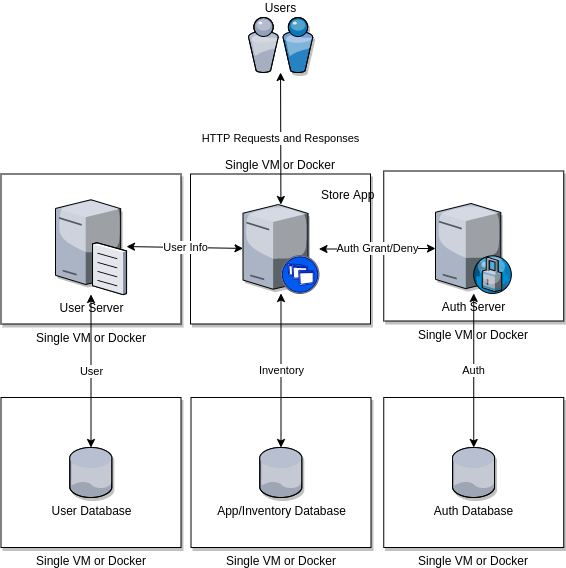 Users
HTTP Requests and Responses
Single VM or Docker
Store App
User Info
Auth Grant/Deny
User Server
Auth Server
Single VM or Docker
Single VM or Docker
User
Inventory
Auth
User Database
App/Inventory Database
Auth Database
Single VM or Docker
Single VM or Docker
Single VM or Docker